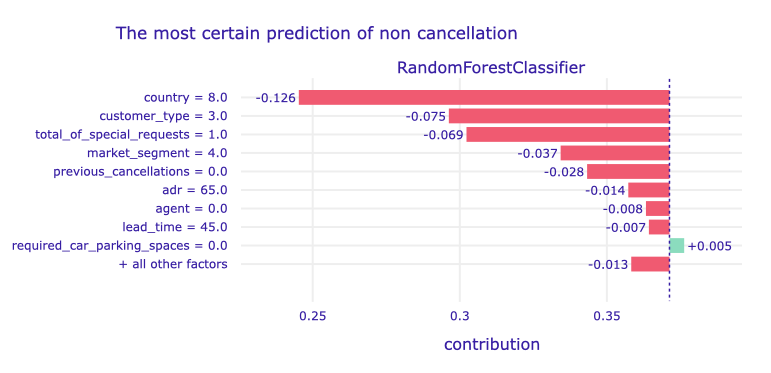 The most certain prediction of non cancellation
RandomForestClassifier
country = 8.0 -0.126
customer_type = 3.0 -0.075
total_of_special_requests = 1.0 -0.069
market_segment = 4.0 -0.037
previous_cancellations = 0.0 -0.028
adr = 65.0 -0.014
agent = 0.0 -0.008
lead_time = 45.0 -0.007
required_car_parking_spaces = 0.0 +0.005
+ all other factors -0.013
0.25 0.3 0.35
contribution